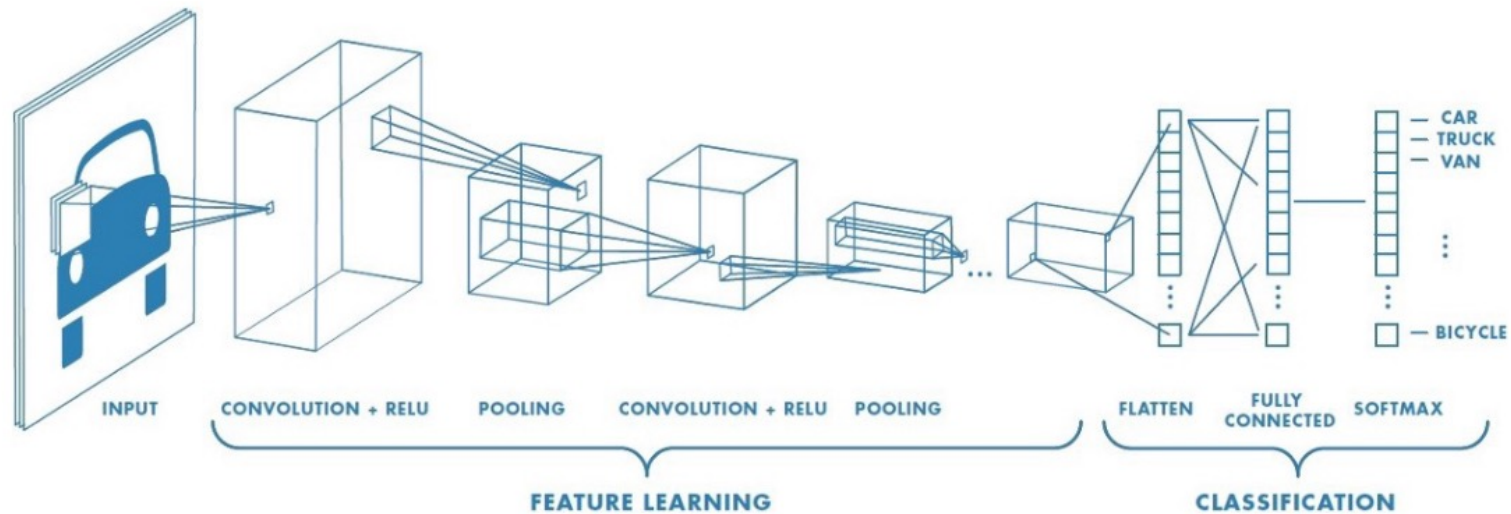 CAR
TRUCK
VAN
BICYCLE
INPUT
CONVOLUTION + RELU
POOLING
CONVOLUTION + RELU
POOLING
FLATTEN
FULLY
CONNECTED
SOFTMAX
FEATURE LEARNING
CLASSIFICATION